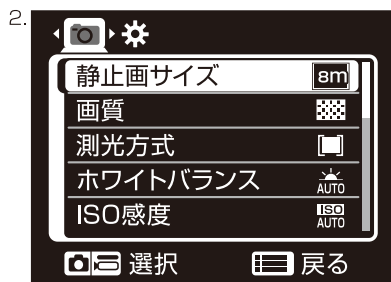 2.
静止画サイズ 8m
画質
測光方式
ホワイトバランス AUTO
ISO感度 ISO AUTO
選択 戻る